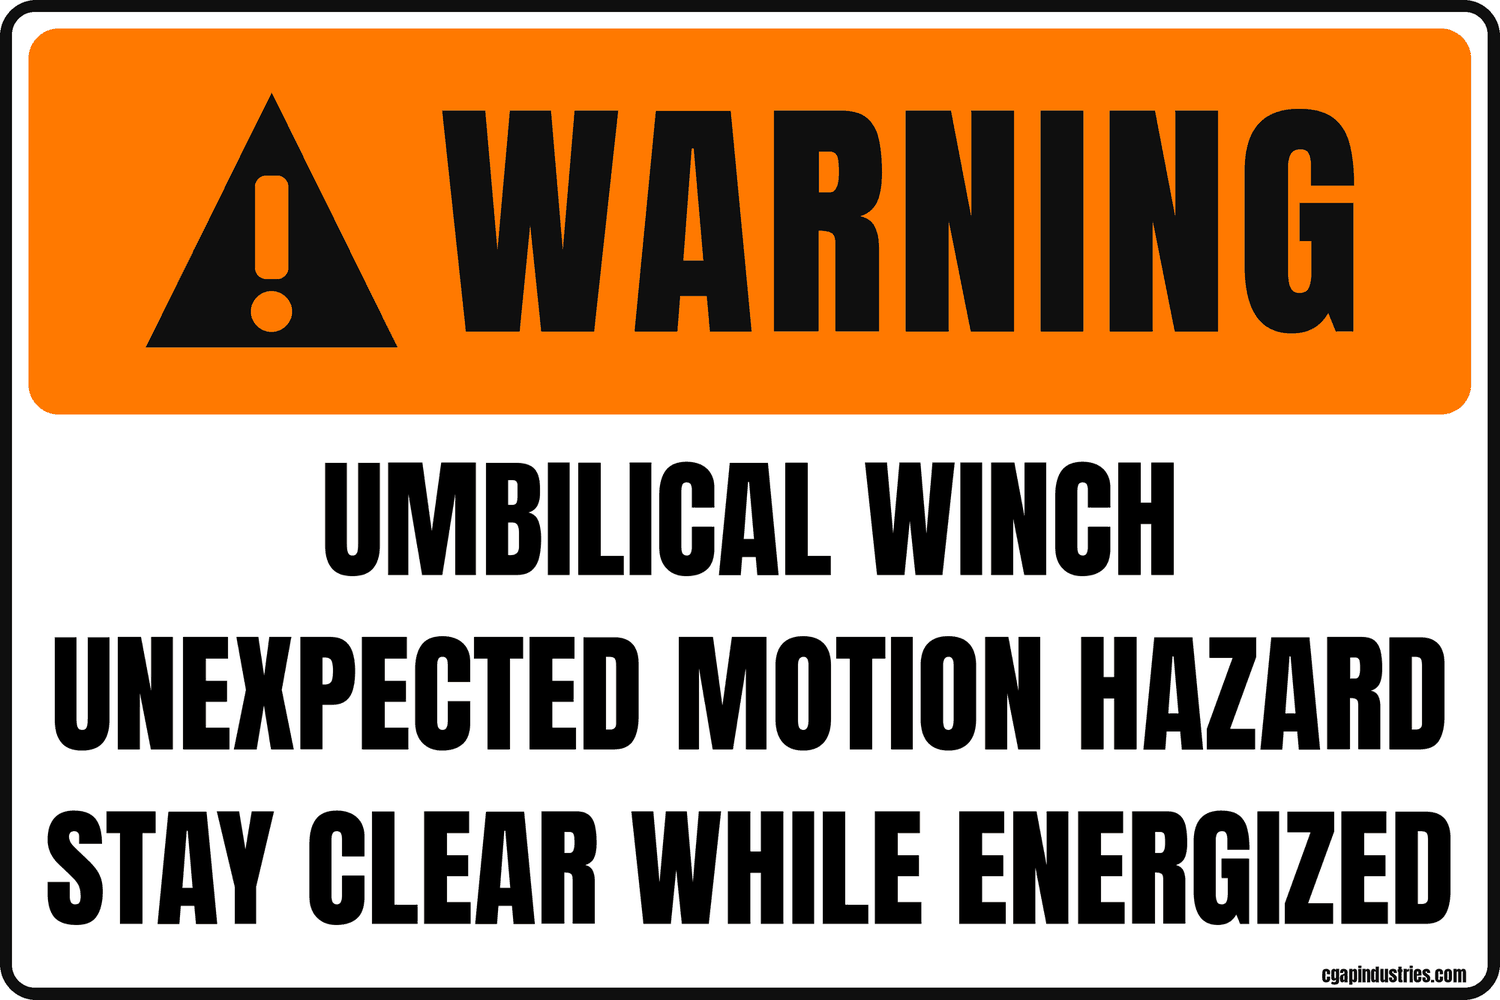 WARNING
UMBILICAL WINCH
UNEXPECTED MOTION HAZARD
STAY CLEAR WHILE ENERGIZED
cgapindustries.com